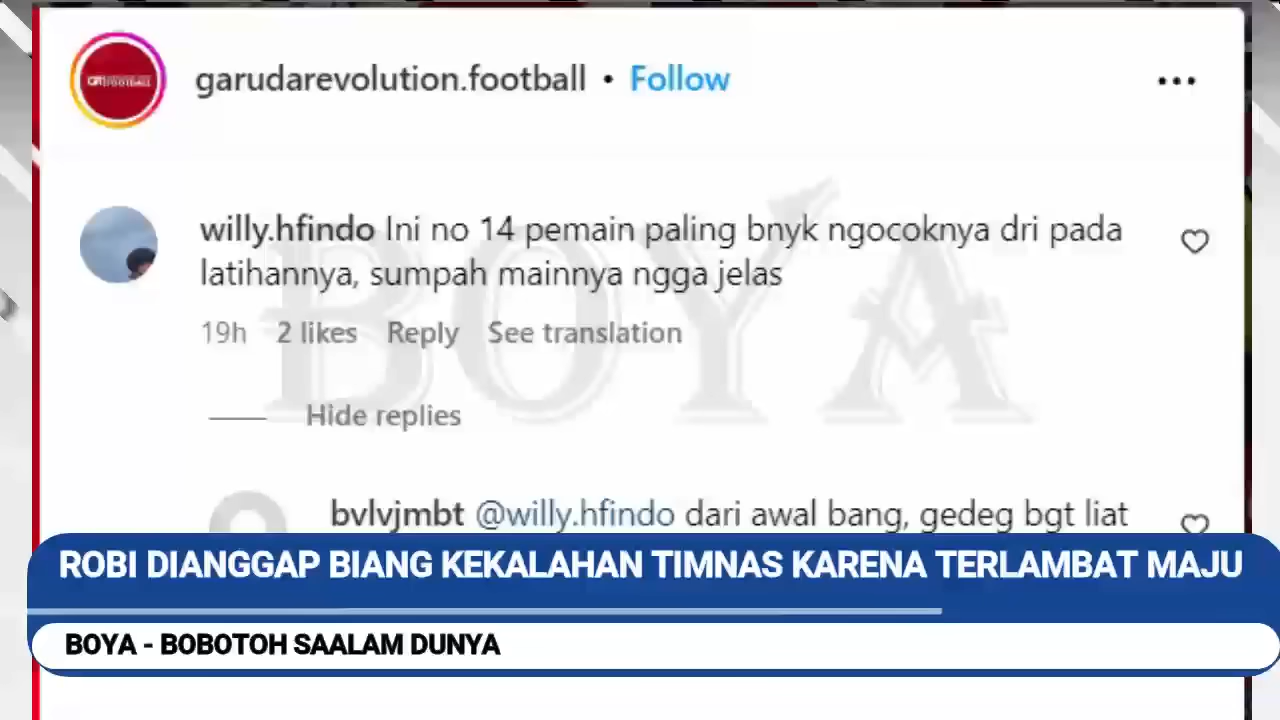 garudarevolution.football • Follow
willy.hfindo Ini no 14 pemain paling bnyk ngocoknya dri pada
latihannya, sumpah mainnya ngga jelas
19h 2 likes Reply See translation
Hide replies
bvlvjmbt @willy.hfindo dari awal bang, gedeg bgt liat
BOYA
ROBI DIANGGAP BIANG KEKALAHAN TIMNAS KARENA TERLAMBAT MAJU
BOYA - BOBOTOH SAALAM DUNYA